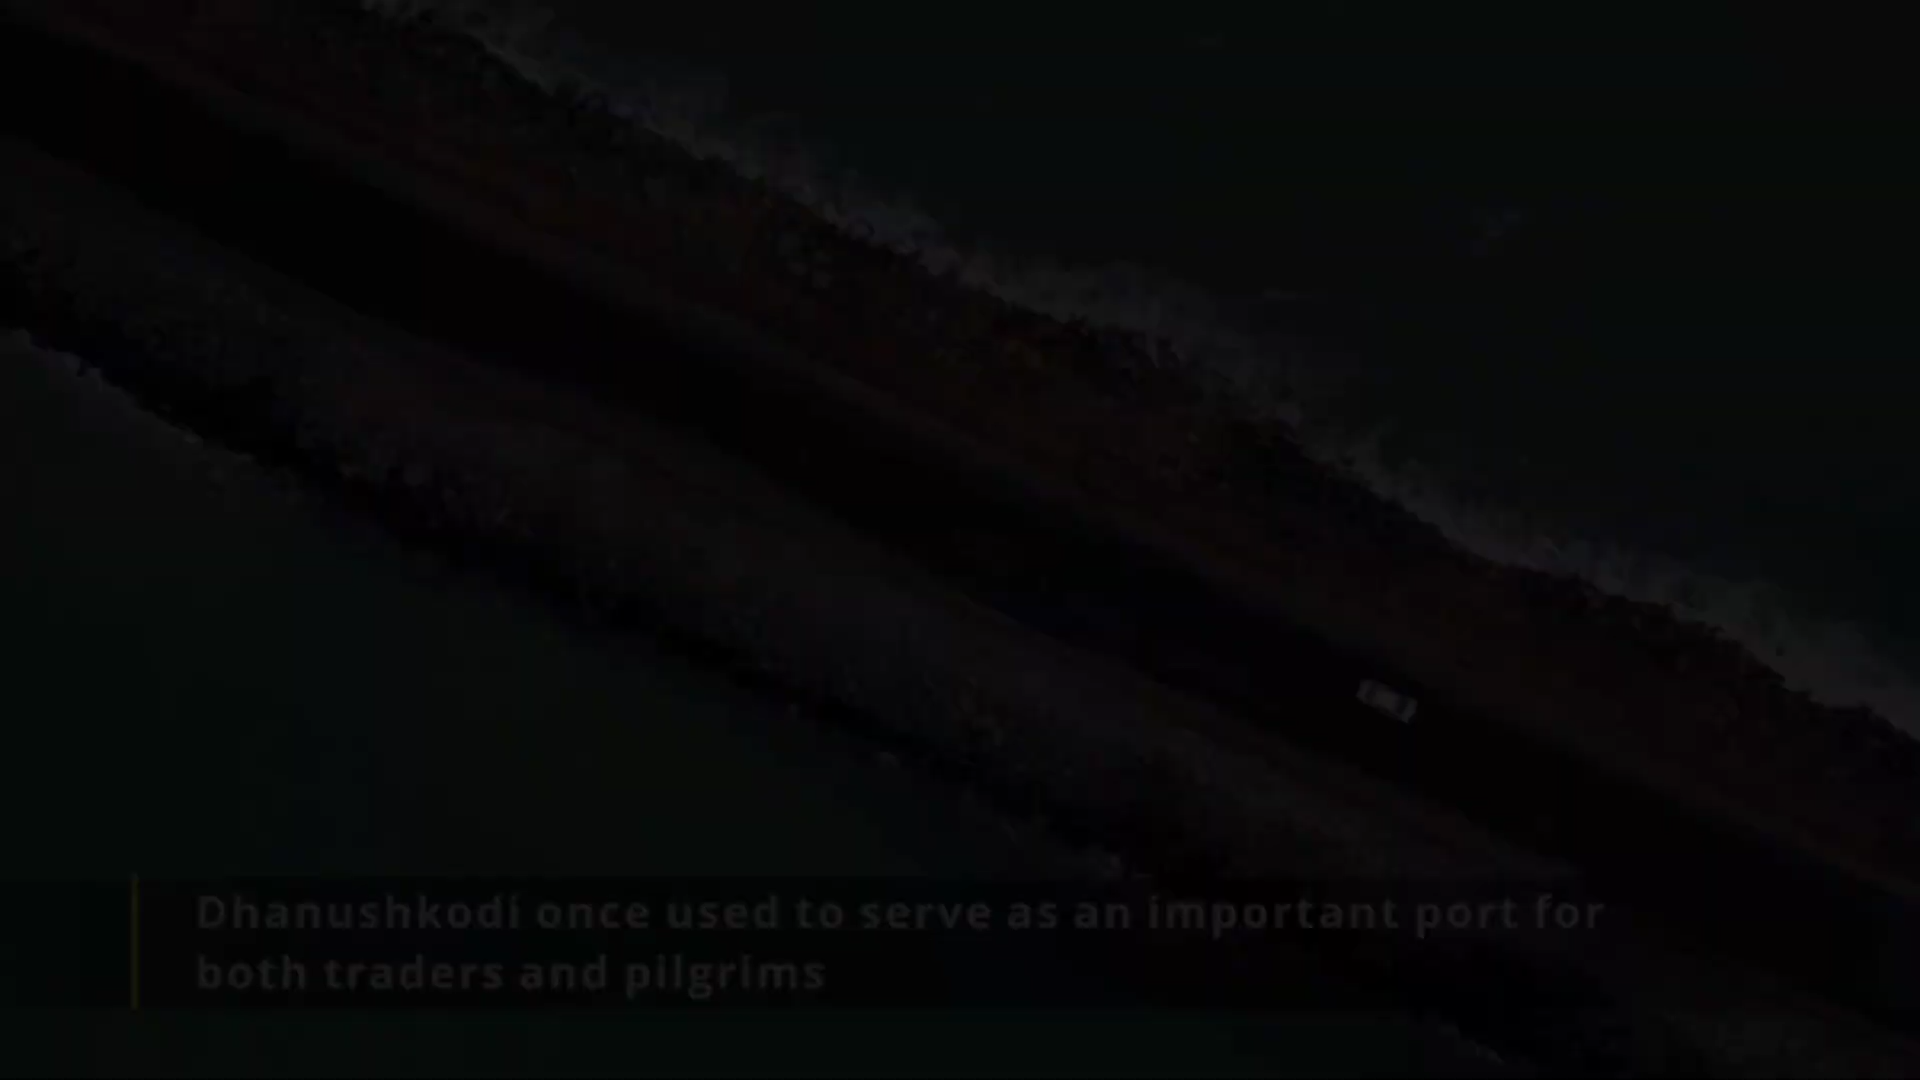 Dhanushkodi once used to serve as an important port for
both traders and pilgrims